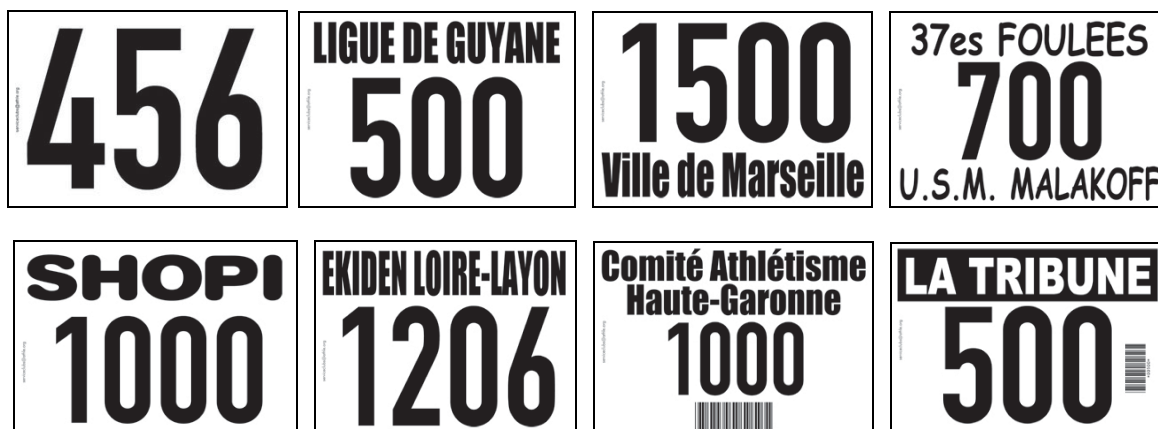 456
LIGUE DE GUYANE
500
1500
Ville de Marseille
37es FOULEES
700
U.S.M. MALAKOFF
SHOPI
1000
EKIDEN LOIRE-LAYON
1206
Comité Athlétisme
Haute-Garonne
1000
LA TRIBUNE
500